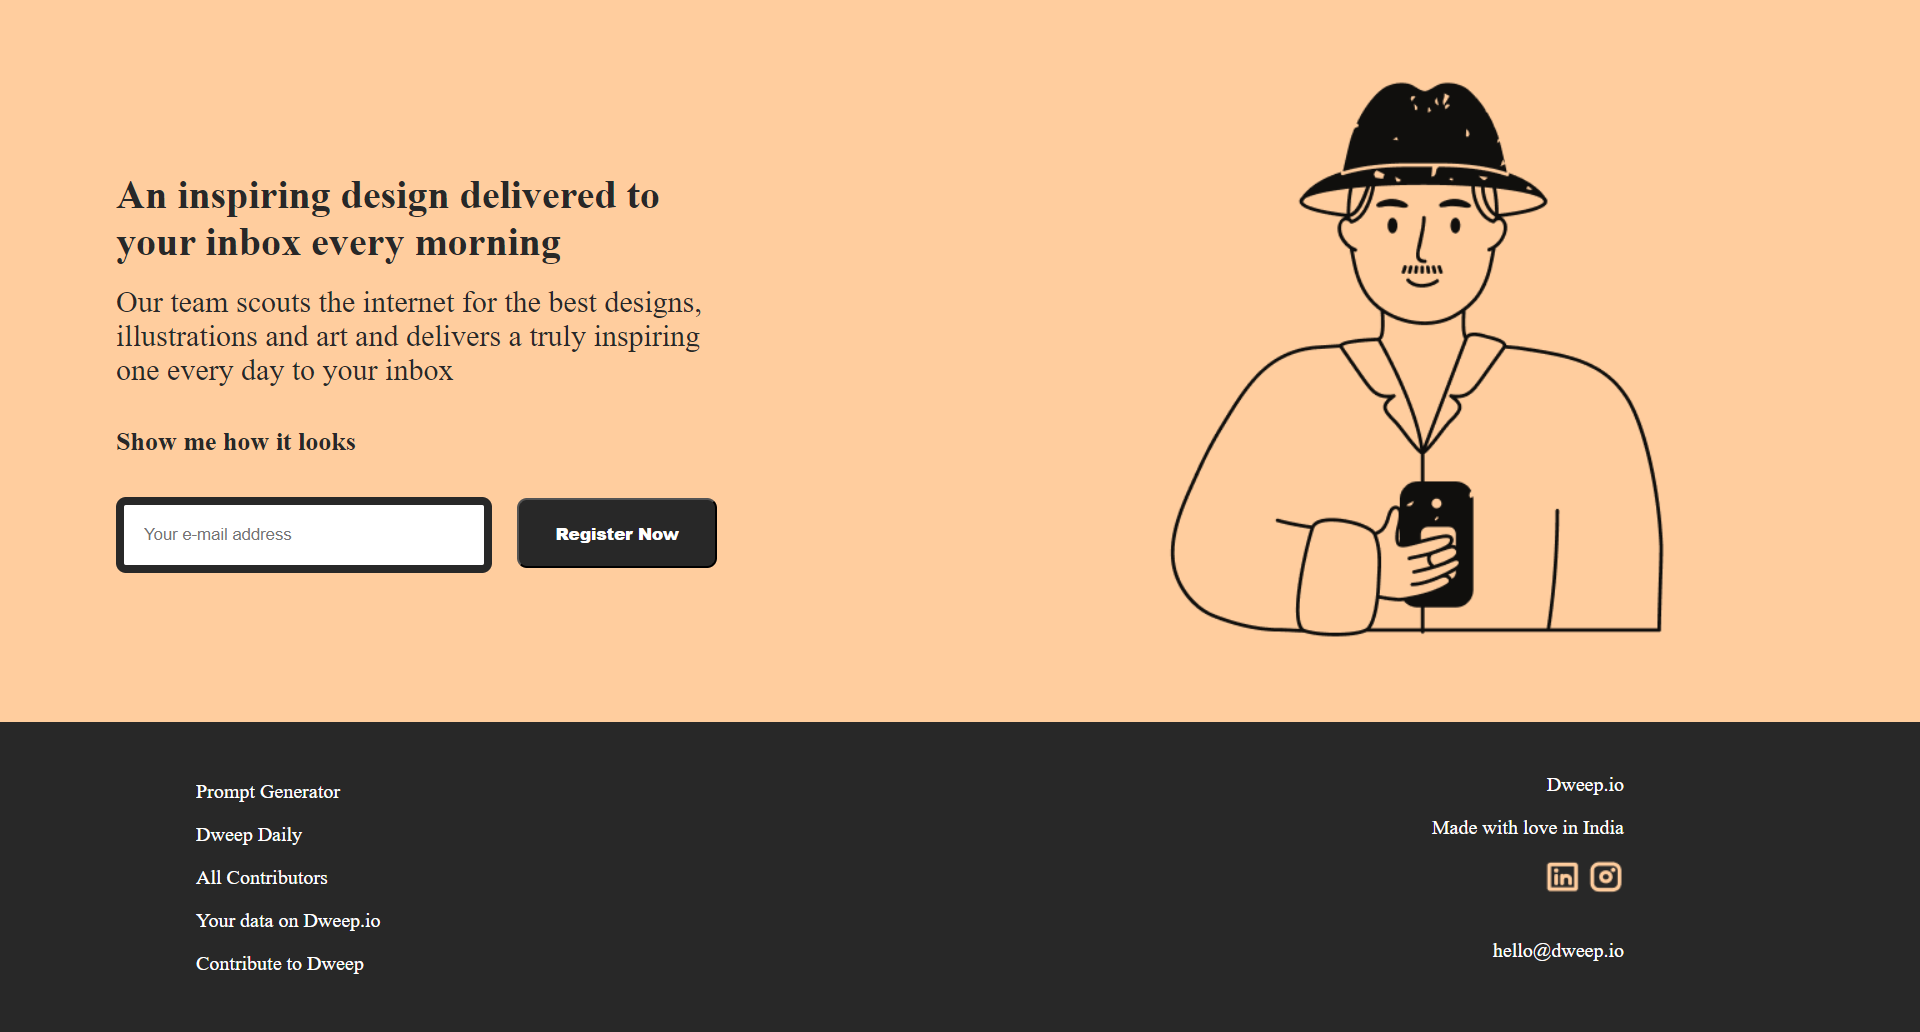 An inspiring design delivered to
your inbox every morning
Our team scouts the internet for the best designs,
illustrations and art and delivers a truly inspiring
one every day to your inbox
Show me how it looks
Your e-mail address
Register Now
Prompt Generator
Dweep Daily
All Contributors
Your data on Dweep.io
Contribute to Dweep
Dweep.io
Made with love in India
in
hello@dweep.io